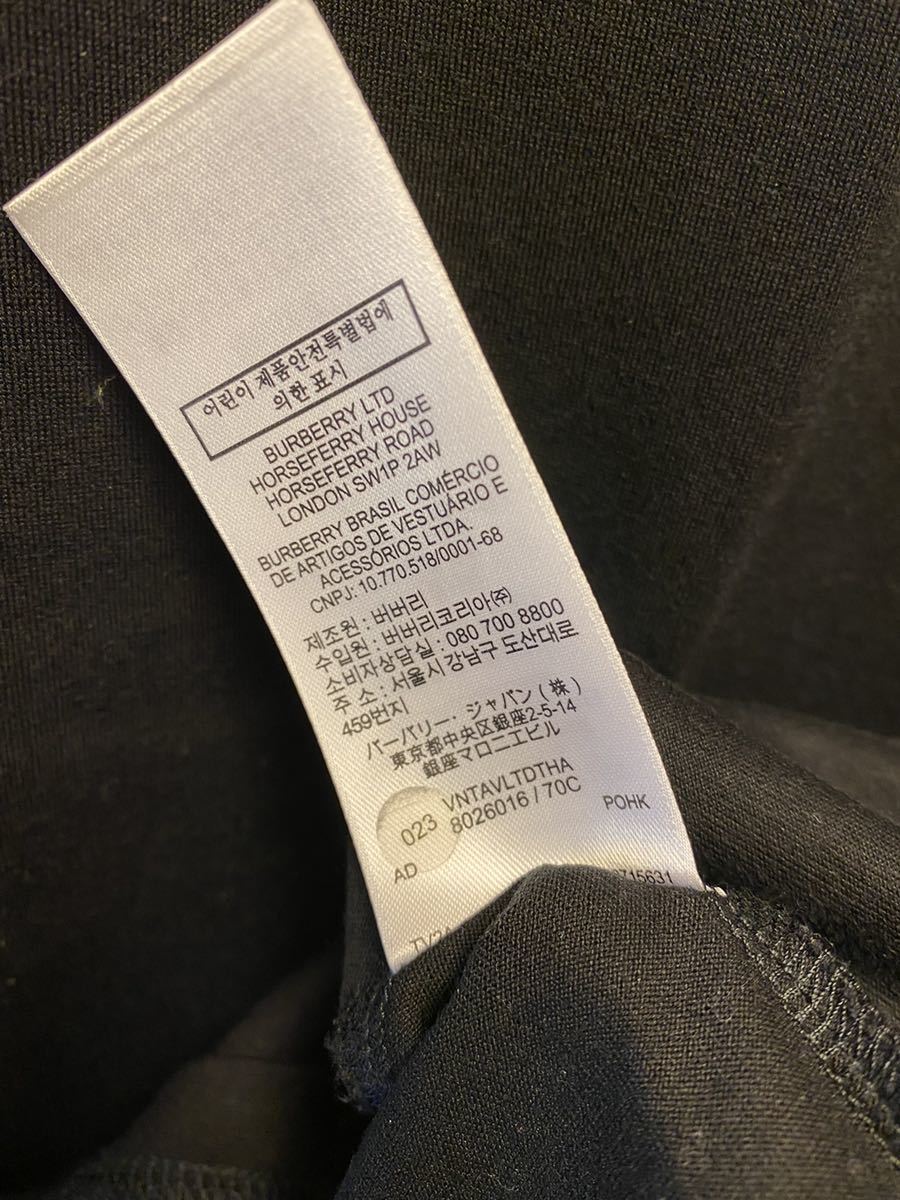 어린이 제품안전특별법에
의한 표시
BURBERRY LTD
HORSEFERRY HOUSE
HORSEFERRY ROAD
LONDON SW1P 2AW
BURBERRY BRASIL COMÉRCIO
DE ARTIGOS DE VESTUÁRIO E
ACESSÓRIOS LTDA.
CNPJ: 10.770.518/0001-68
제조원 : 버버리
수입원 : 버버리코리아㈜
소비자상담실 : 080 700 8800
주 소 : 서울시 강남구 도산대로
459번지
バーバリー・ジャパン(株)
東京都中央区銀座2-5-14
銀座マロニエビル
023 VNTAVLTDTHA
8026016 / 70C POHK
AD